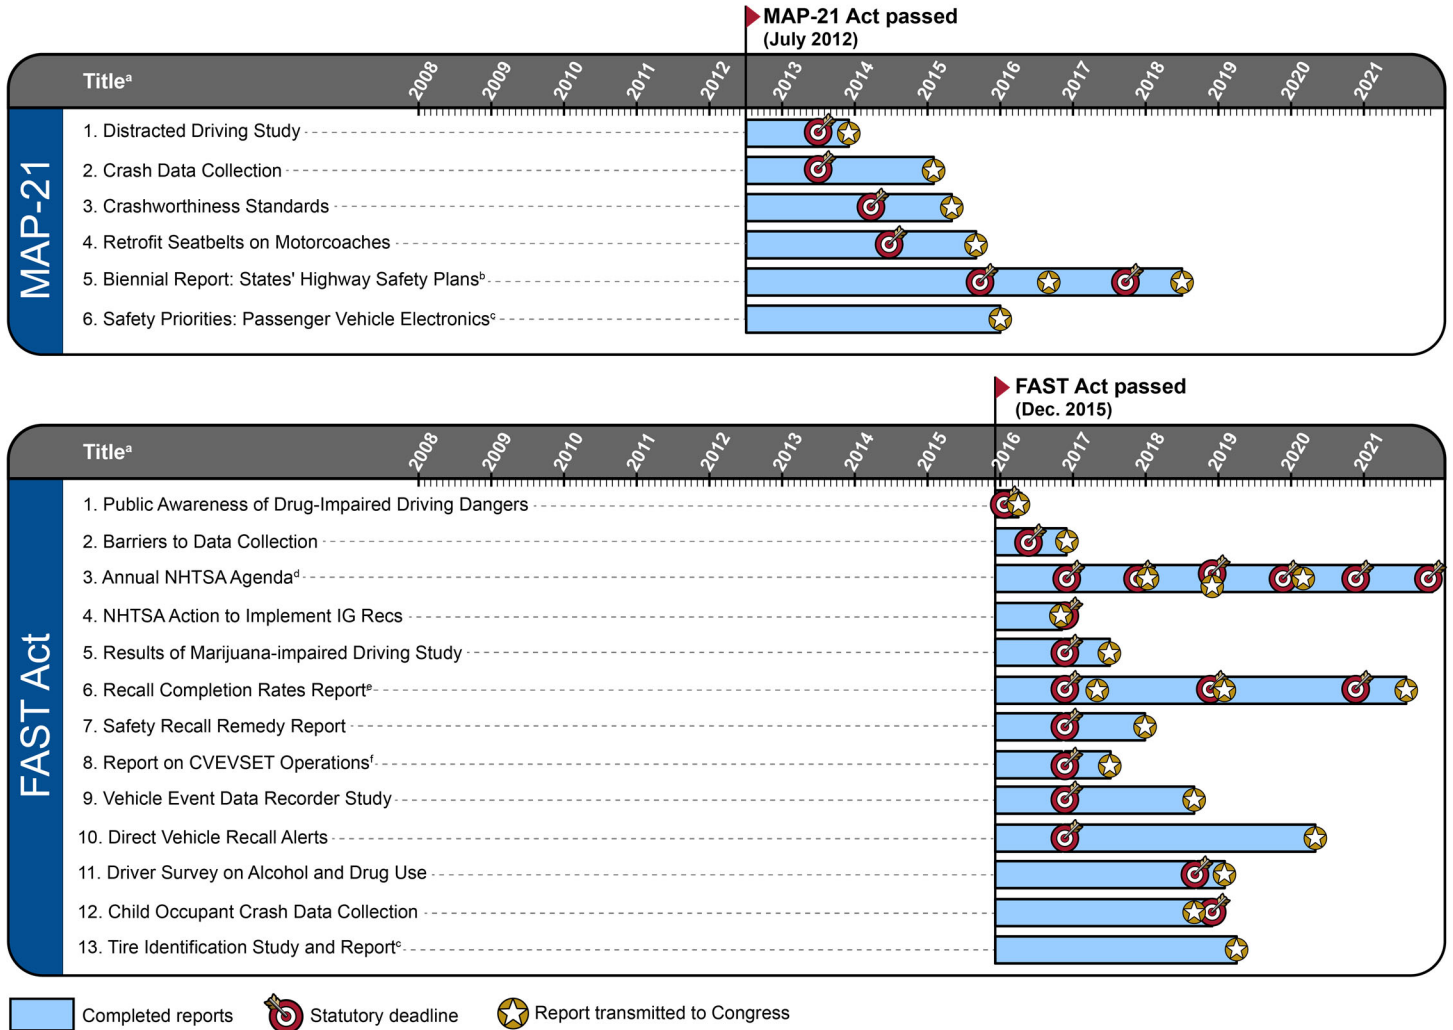 MAP-21 Act passed
(July 2012)
Titleᵃ 2008 2009 2010 2011 2012 2013 2014 2015 2016 2017 2018 2019 2020 2021
MAP-21
1. Distracted Driving Study
2. Crash Data Collection
3. Crashworthiness Standards
4. Retrofit Seatbelts on Motorcoaches
5. Biennial Report: States' Highway Safety Plansᵇ
6. Safety Priorities: Passenger Vehicle Electronicsᶜ
FAST Act passed
(Dec. 2015)
Titleᵃ 2008 2009 2010 2011 2012 2013 2014 2015 2016 2017 2018 2019 2020 2021
FAST Act
1. Public Awareness of Drug-Impaired Driving Dangers
2. Barriers to Data Collection
3. Annual NHTSA Agendaᵈ
4. NHTSA Action to Implement IG Recs
5. Results of Marijuana-impaired Driving Study
6. Recall Completion Rates Reportᵉ
7. Safety Recall Remedy Report
8. Report on CVEVSET Operationsᶠ
9. Vehicle Event Data Recorder Study
10. Direct Vehicle Recall Alerts
11. Driver Survey on Alcohol and Drug Use
12. Child Occupant Crash Data Collection
13. Tire Identification Study and Reportᶜ
Completed reports Statutory deadline Report transmitted to Congress